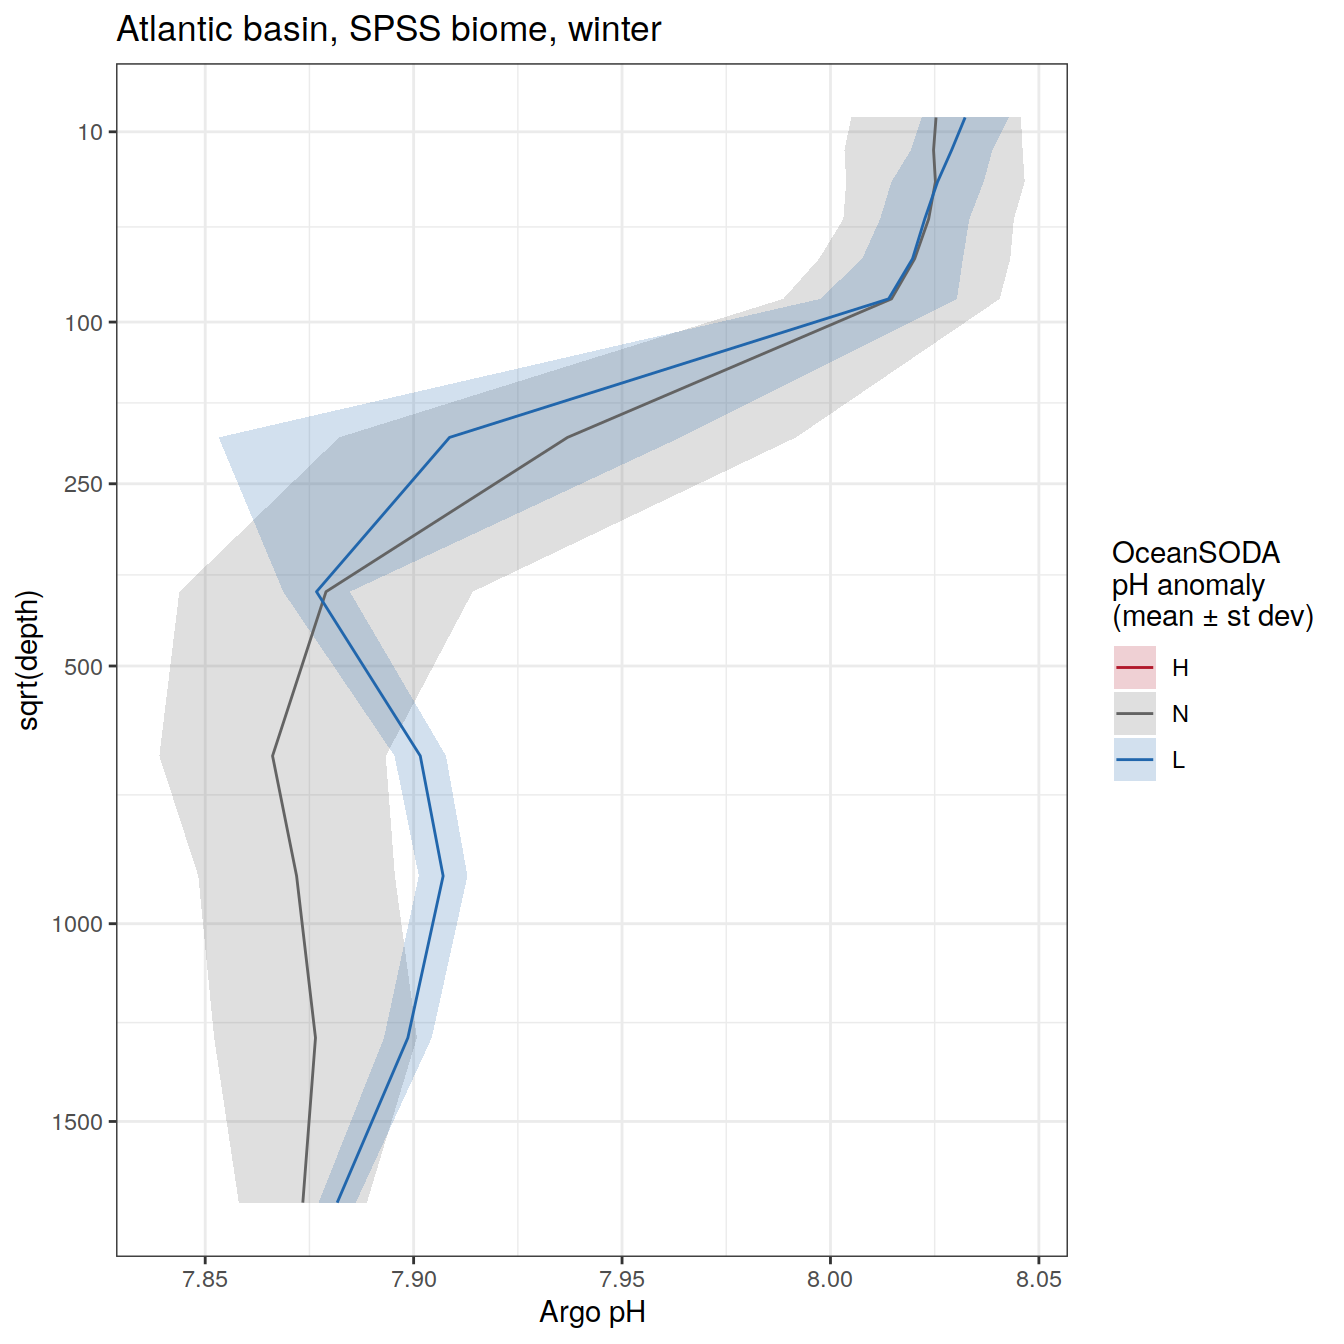 Atlantic basin, SPSS biome, winter
10
100
250
500
1000
1500
sqrt(depth)
7.85
7.90
7.95
8.00
8.05
Argo pH
OceanSODA
pH anomaly
(mean ± st dev)
H
N
L